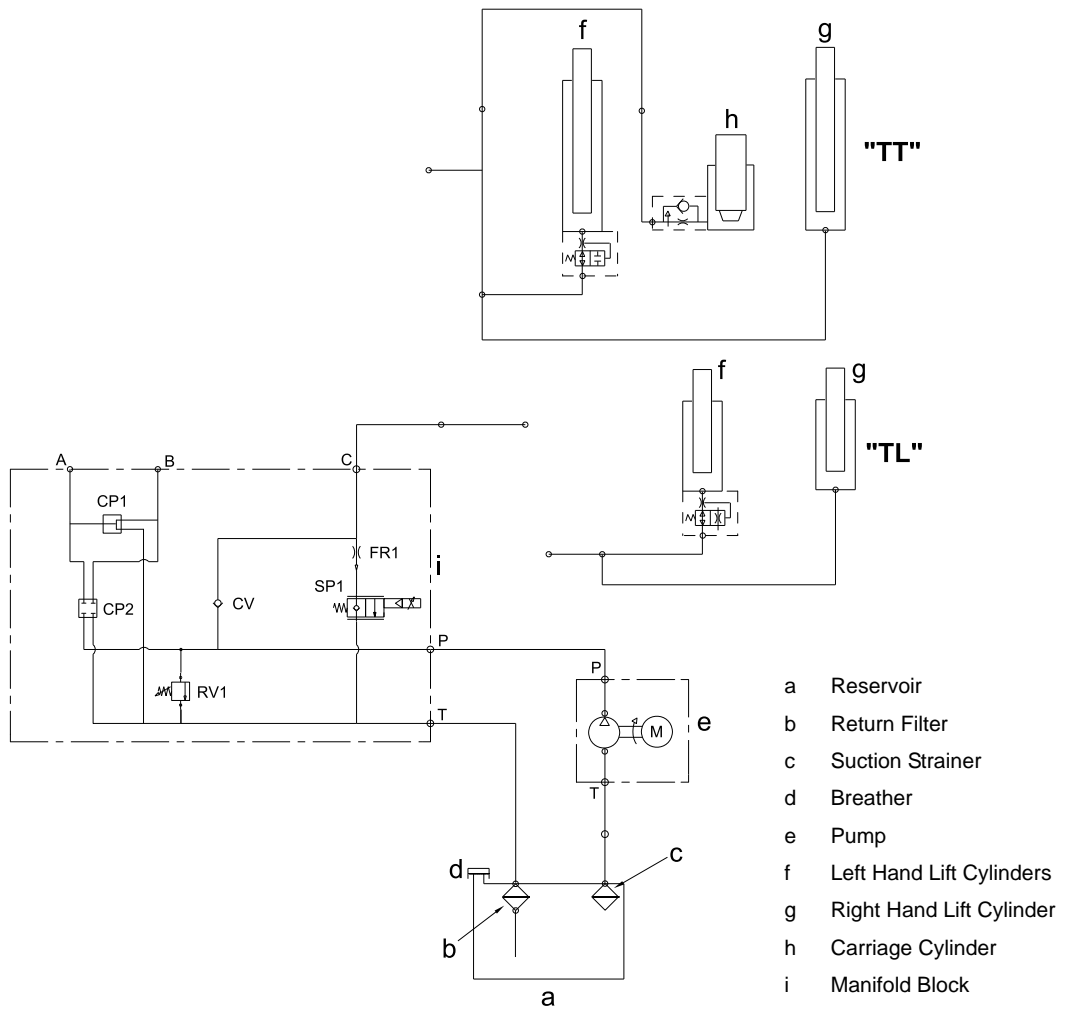 f
g
h
"TT"
f
g
"TL"
A
B
C
CP1
FR1
i
SP1
CP2
CV
P
RV1
P
T
e
M
T
d
c
b
a
a Reservoir
b Return Filter
c Suction Strainer
d Breather
e Pump
f Left Hand Lift Cylinders
g Right Hand Lift Cylinder
h Carriage Cylinder
i Manifold Block